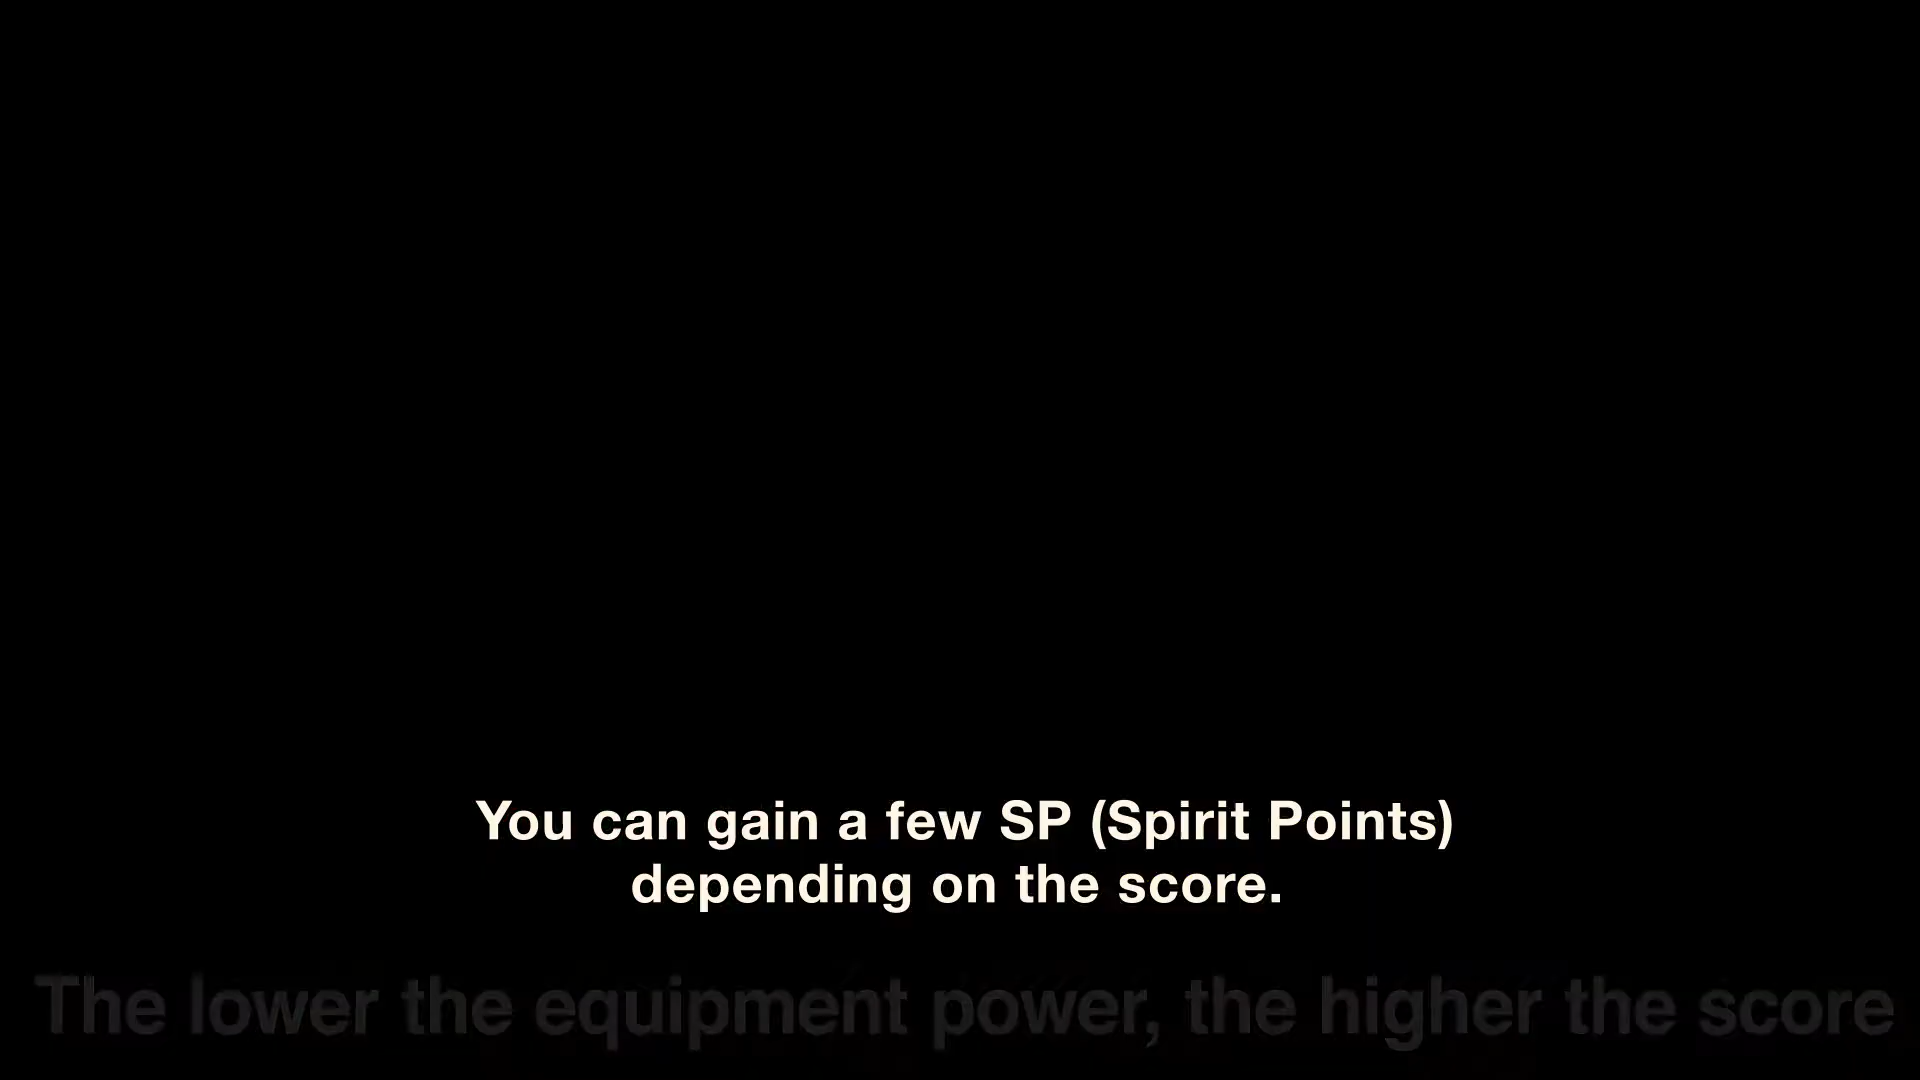 You can gain a few SP (Spirit Points)
depending on the score.
The lower the equipment power, the higher the score